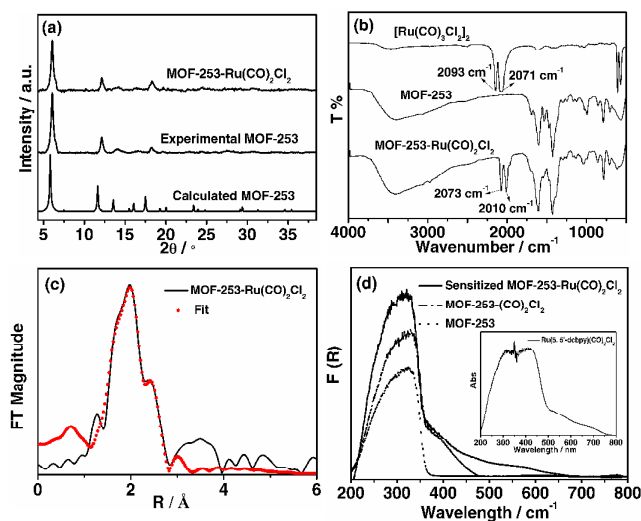 (a)
MOF-253-Ru(CO)2Cl2
Experimental MOF-253
Calculated MOF-253
Intensity / a.u.
5 10 15 20 25 30 35
2θ / °
(b)
[Ru(CO)3Cl2]2
2093 cm-1 2071 cm-1
MOF-253
MOF-253-Ru(CO)2Cl2
2073 cm-1
2010 cm-1
T %
4000 3000 2000 1000 0
Wavenumber / cm-1
(c)
MOF-253-Ru(CO)2Cl2
Fit
FT Magnitude
0 2 4 6
R / Å
(d)
Sensitized MOF-253-Ru(CO)2Cl2
MOF-253-(CO)2Cl2
MOF-253
F (R)
Ru(5, 5'-dcbpy)(CO)2Cl2
Abs
200 300 400 500 600 700 800
Wavelength / nm
200 300 400 500 600 700 800
Wavelength / cm-1